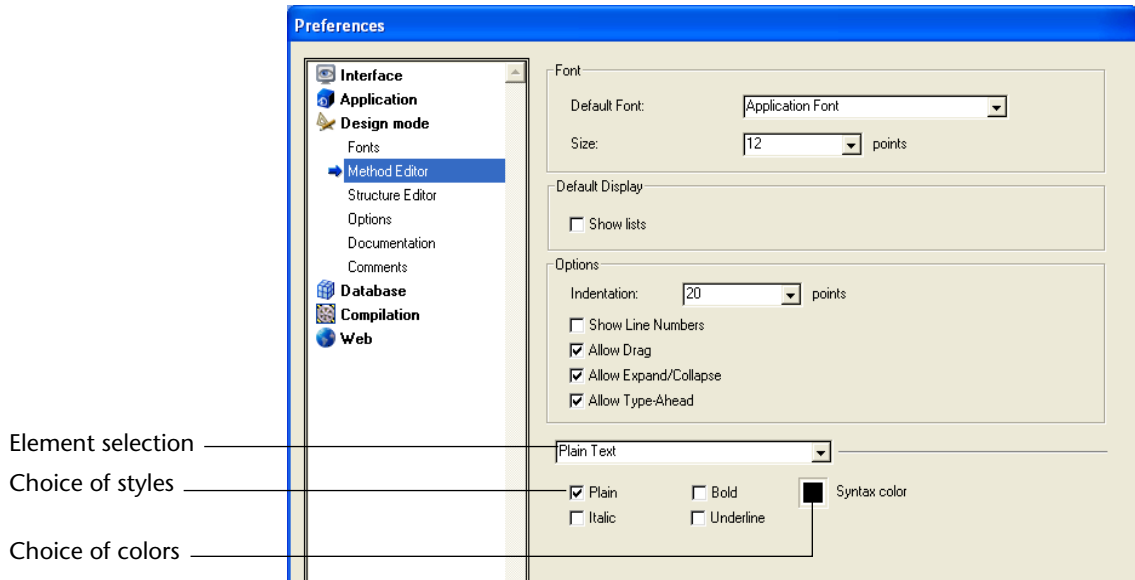 Preferences
Interface
Application
Design mode
Fonts
Method Editor
Structure Editor
Options
Documentation
Comments
Database
Compilation
Web
Font
Default Font: Application Font
Size: 12 points
Default Display
Show lists
Options
Indentation: 20 points
Show Line Numbers
Allow Drag
Allow Expand/Collapse
Allow Type-Ahead
Element selection
Plain Text
Choice of styles
Plain Bold Syntax color
Italic Underline
Choice of colors